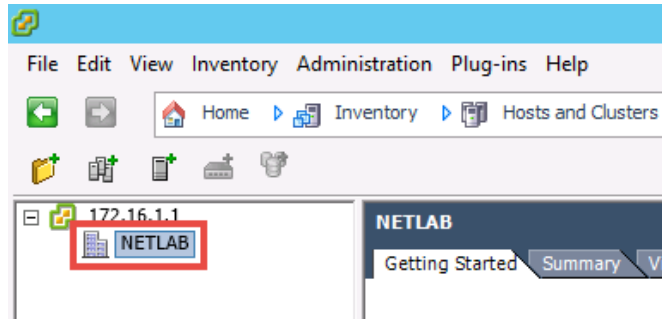 File Edit View Inventory Administration Plug-ins Help
Home Inventory Hosts and Clusters
172.16.1.1
NETLAB
NETLAB
Getting Started Summary